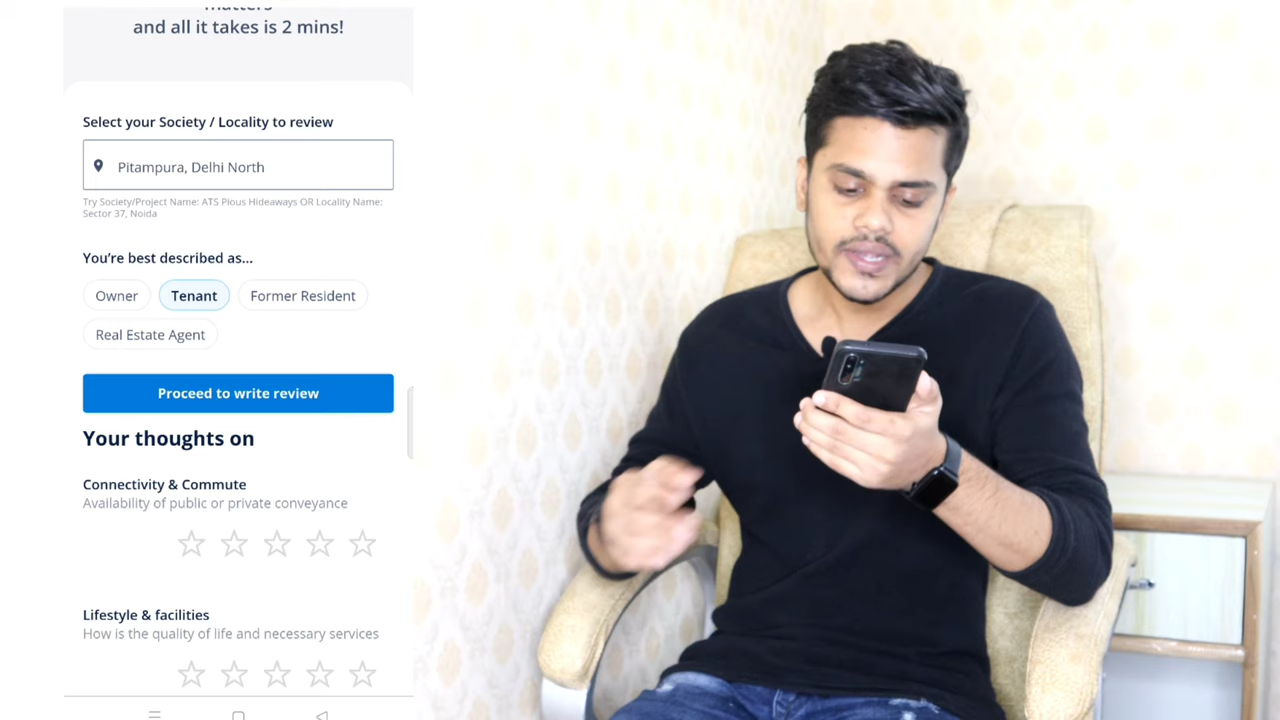 matters
and all it takes is 2 mins!
Select your Society / Locality to review
Pitampura, Delhi North
Try Society/Project Name: ATS Pious Hideaways OR Locality Name:
Sector 37, Noida
You're best described as...
Owner
Tenant
Former Resident
Real Estate Agent
Proceed to write review
Your thoughts on
Connectivity & Commute
Availability of public or private conveyance
Lifestyle & facilities
How is the quality of life and necessary services